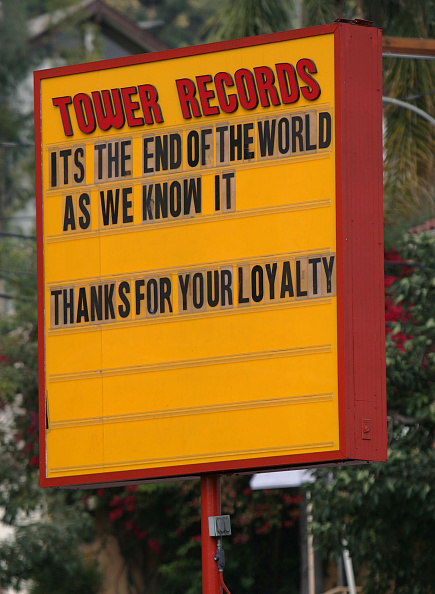 TOWER RECORDS
ITS THE END OF THE WORLD
AS WE KNOW IT
THANKS FOR YOUR LOYALTY